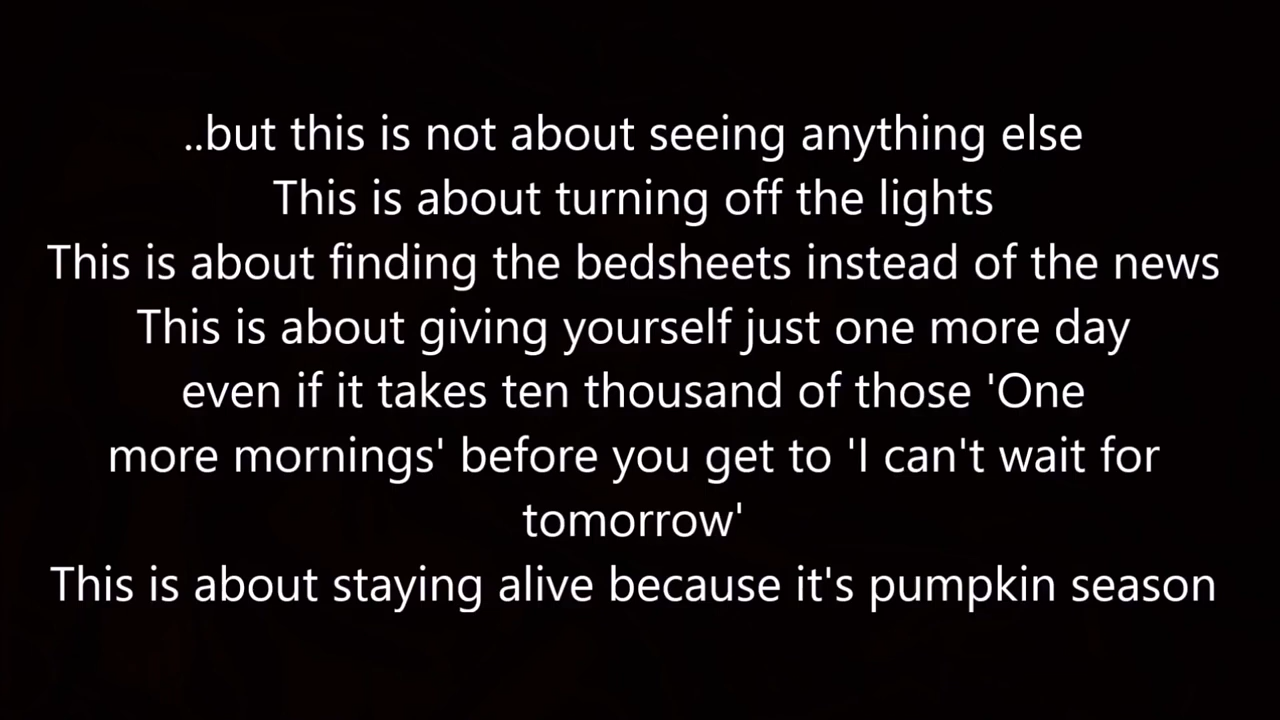 ..but this is not about seeing anything else
This is about turning off the lights
This is about finding the bedsheets instead of the news
This is about giving yourself just one more day
even if it takes ten thousand of those 'One
more mornings' before you get to 'I can't wait for
tomorrow'
This is about staying alive because it's pumpkin season